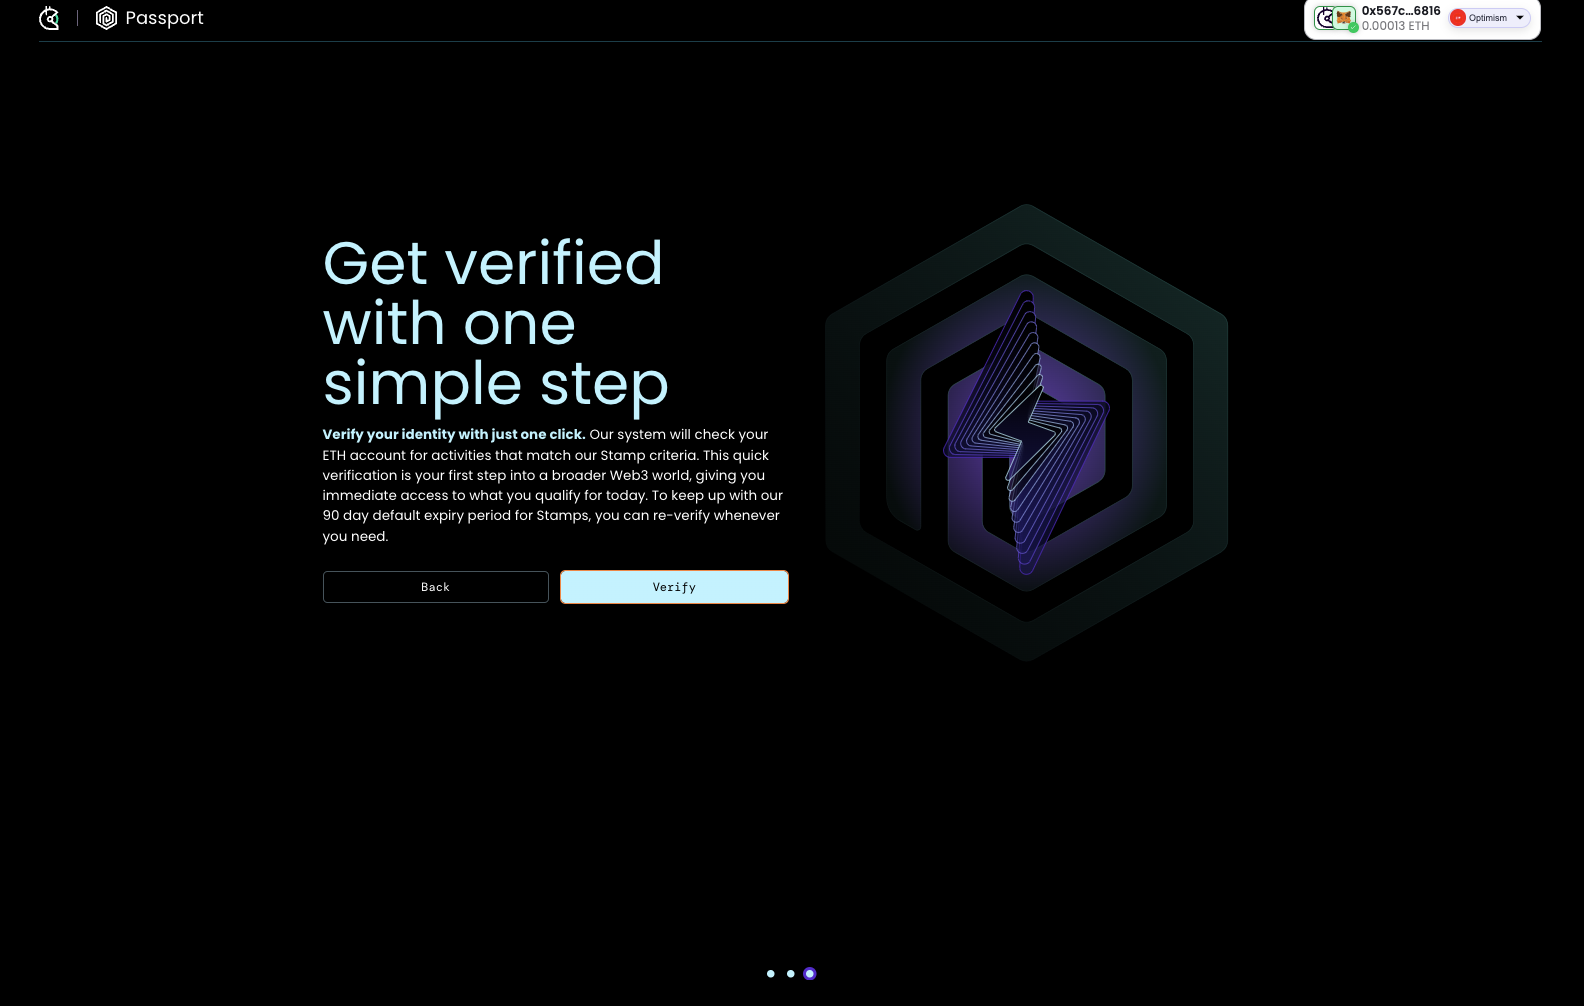 Passport
0x567c...6816
0.00013 ETH
Optimism
Get verified
with one
simple step
Verify your identity with just one click. Our system will check your
ETH account for activities that match our Stamp criteria. This quick
verification is your first step into a broader Web3 world, giving you
immediate access to what you qualify for today. To keep up with our
90 day default expiry period for Stamps, you can re-verify whenever
you need.
Back
Verify